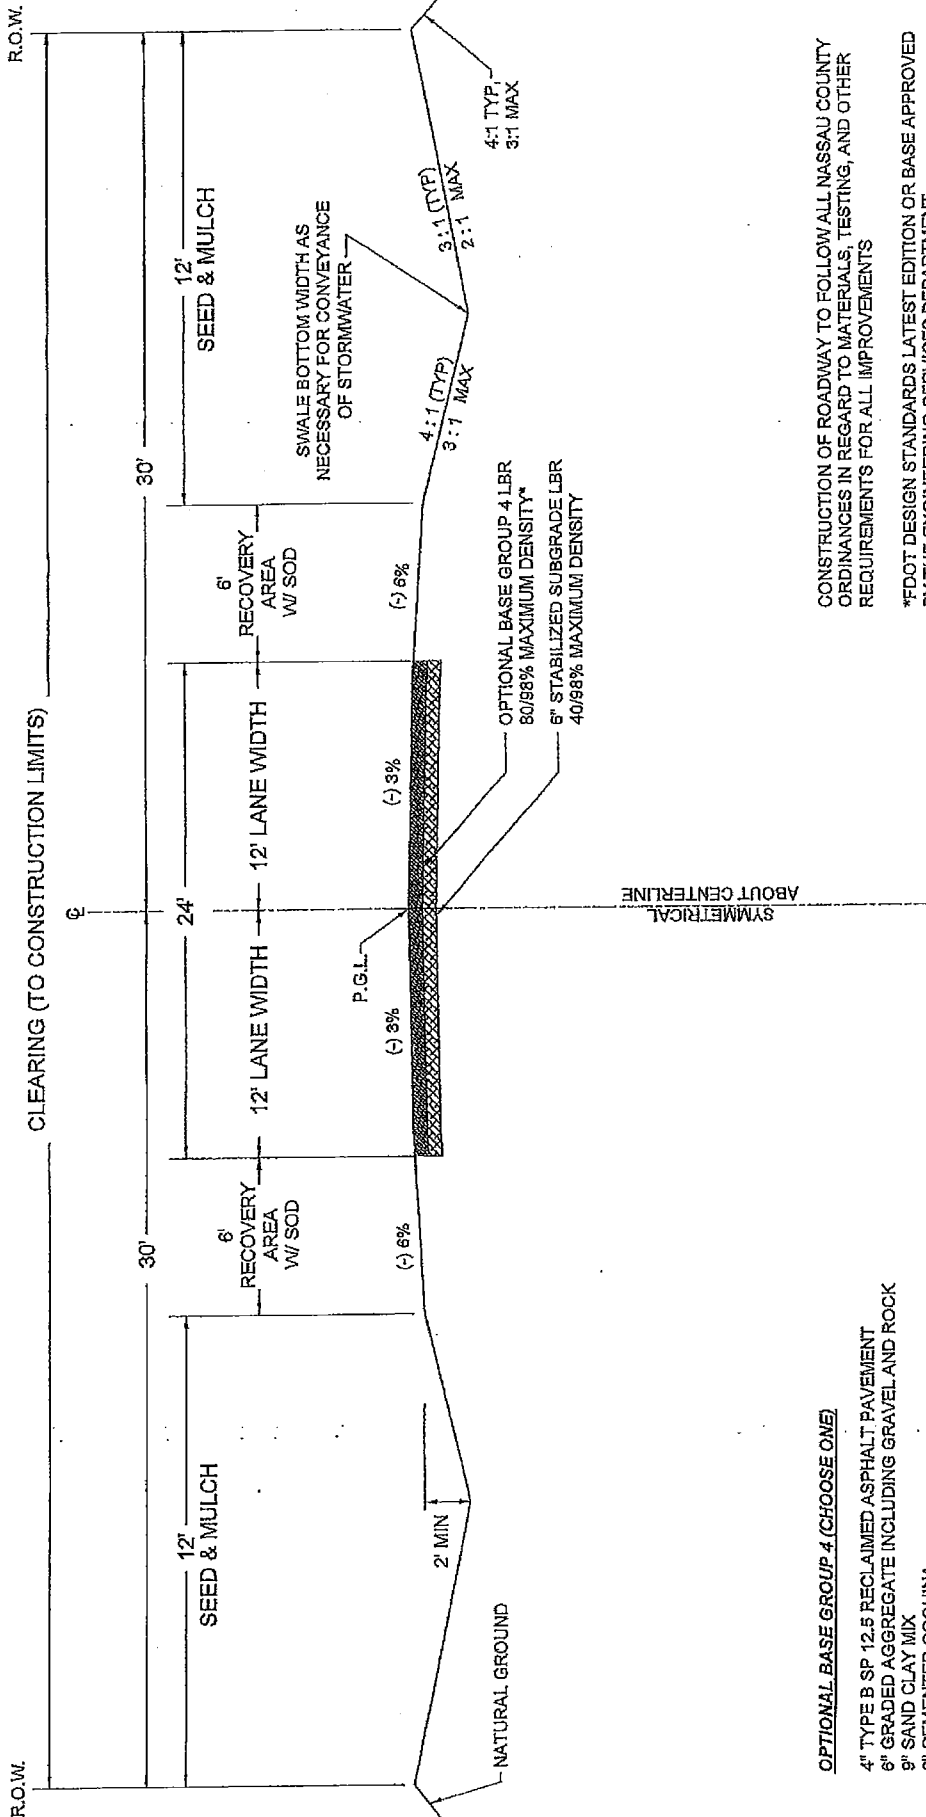 R.O.W.
R.O.W.
CLEARING (TO CONSTRUCTION LIMITS)
℄
30'
30'
12'
SEED & MULCH
24'
12'
SEED & MULCH
6'
RECOVERY
AREA
W/ SOD
12' LANE WIDTH
12' LANE WIDTH
6'
RECOVERY
AREA
W/ SOD
SWALE BOTTOM WIDTH AS
NECESSARY FOR CONVEYANCE
OF STORMWATER
P.G.L.
(-) 6%
(-) 3%
(-) 3%
(-) 6%
4:1 (TYP)
3:1 MAX
3:1 (TYP)
2:1 MAX
4:1 TYP,
3:1 MAX
2' MIN
NATURAL GROUND
OPTIONAL BASE GROUP 4 LBR
80/98% MAXIMUM DENSITY*
6" STABILIZED SUBGRADE LBR
40/98% MAXIMUM DENSITY
SYMMETRICAL
ABOUT CENTERLINE
OPTIONAL BASE GROUP 4 (CHOOSE ONE)
4" TYPE B SP 12.5 RECLAIMED ASPHALT PAVEMENT
6" GRADED AGGREGATE INCLUDING GRAVEL AND ROCK
9" SAND CLAY MIX
CONSTRUCTION OF ROADWAY TO FOLLOW ALL NASSAU COUNTY
ORDINANCES IN REGARD TO MATERIALS, TESTING, AND OTHER
REQUIREMENTS FOR ALL IMPROVEMENTS
*FDOT DESIGN STANDARDS LATEST EDITION OR BASE APPROVED